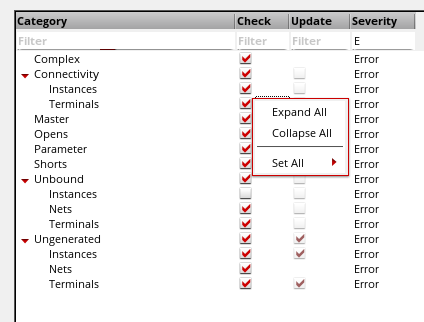 Category Check Update Severity
Filter Filter Filter E
Complex Error
Connectivity Error
Instances Error
Terminals Error
Master Error
Opens Error
Parameter Error
Shorts Error
Unbound Error
Instances Error
Nets Error
Terminals Error
Ungenerated Error
Instances Error
Nets Error
Terminals Error
Expand All
Collapse All
Set All